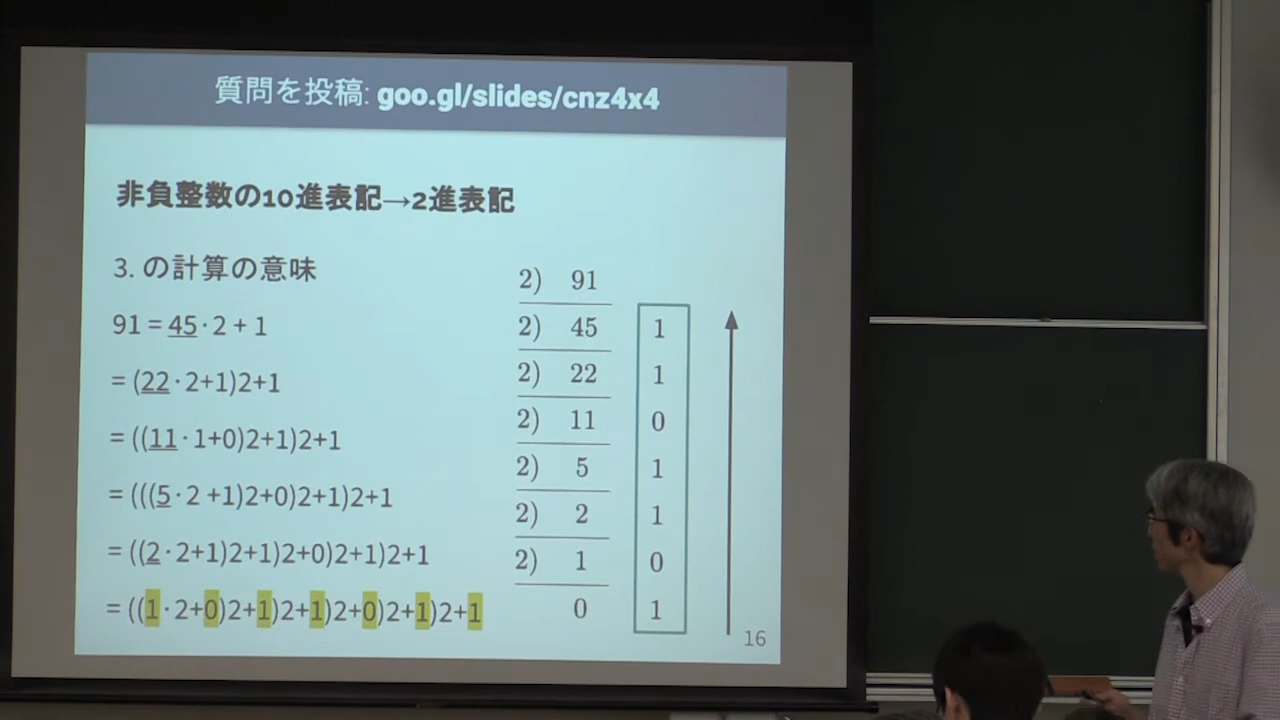 質問を投稿: goo.gl/slides/cnz4x4
非負整数の10進表記→2進表記
3. の計算の意味
91 = 45·2 + 1
= (22·2+1)2+1
= ((11·1+0)2+1)2+1
= (((5·2 +1)2+0)2+1)2+1
= ((2·2+1)2+1)2+0)2+1)2+1
= ((1·2+0)2+1)2+1)2+0)2+1)2+1
2) 91
2) 45 1
2) 22 1
2) 11 0
2) 5 1
2) 2 1
2) 1 0
0 1
16